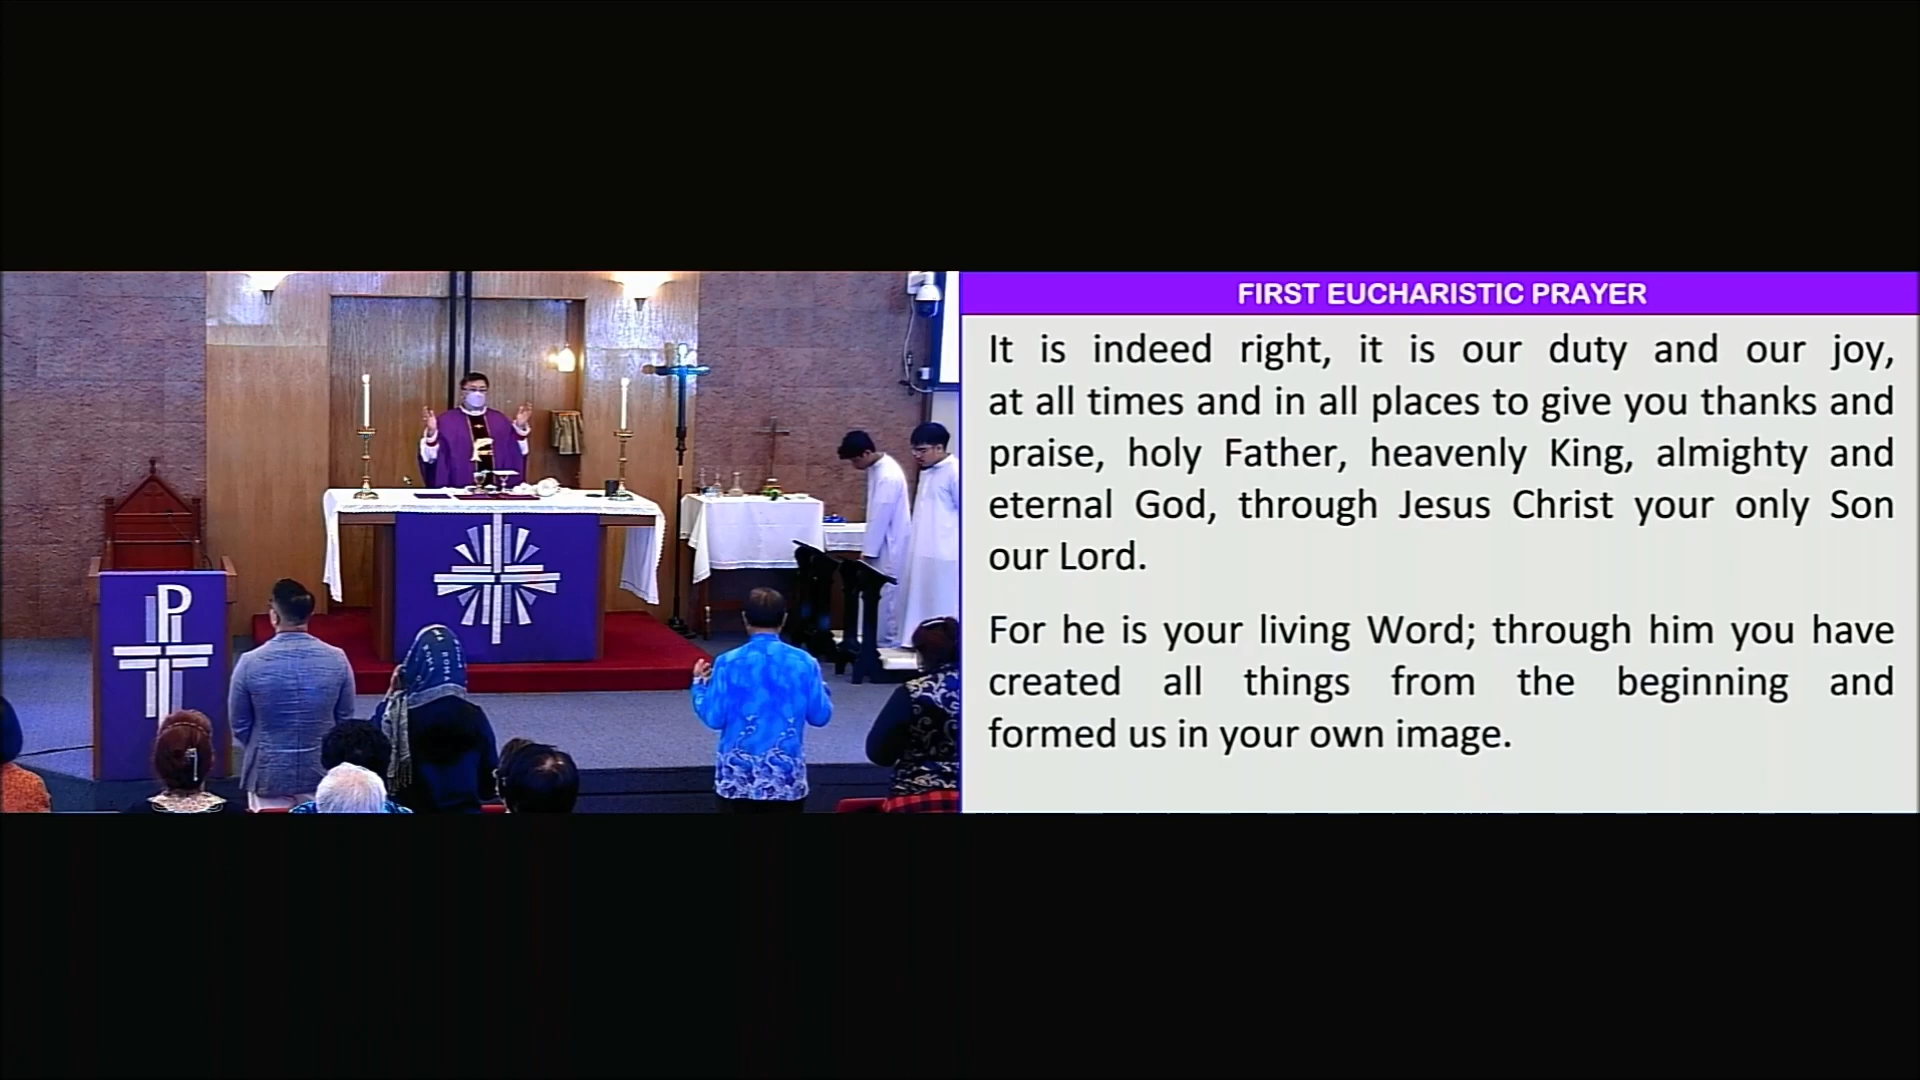 FIRST EUCHARISTIC PRAYER
It is indeed right, it is our duty and our joy,
at all times and in all places to give you thanks and
praise, holy Father, heavenly King, almighty and
eternal God, through Jesus Christ your only Son
our Lord.
For he is your living Word; through him you have
created all things from the beginning and
formed us in your own image.